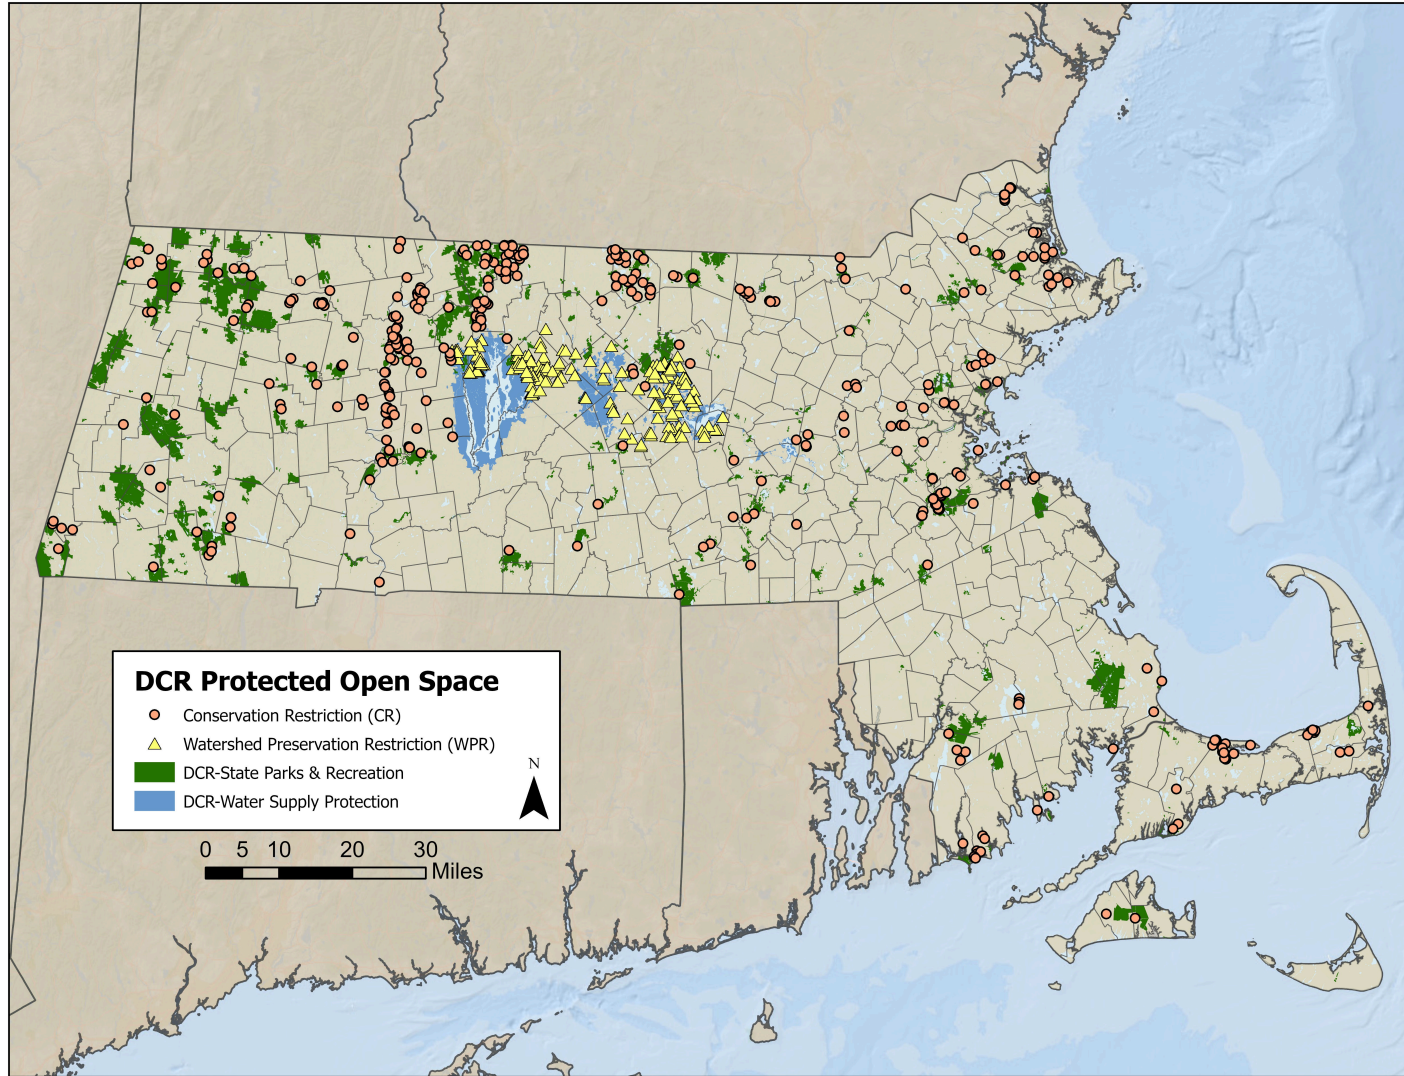 DCR Protected Open Space
Conservation Restriction (CR)
Watershed Preservation Restriction (WPR)
DCR-State Parks & Recreation
DCR-Water Supply Protection
N
0 5 10 20 30
Miles